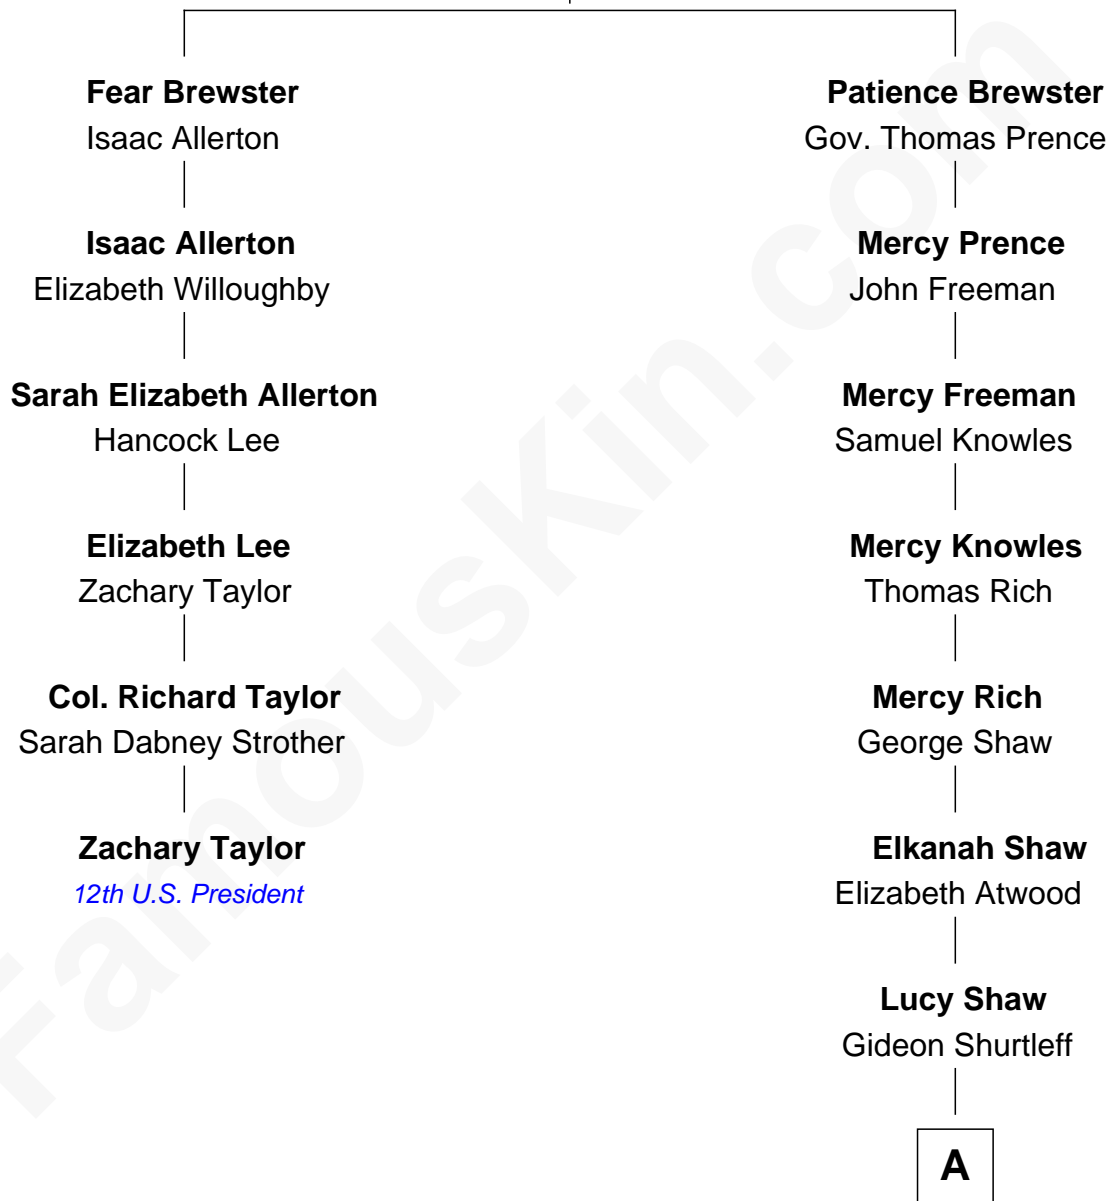 Fear Brewster
Isaac Allerton
Isaac Allerton
Elizabeth Willoughby
Sarah Elizabeth Allerton
Hancock Lee
Elizabeth Lee
Zachary Taylor
Col. Richard Taylor
Sarah Dabney Strother
Zachary Taylor
12th U.S. President
Patience Brewster
Gov. Thomas Prence
Mercy Prence
John Freeman
Mercy Freeman
Samuel Knowles
Mercy Knowles
Thomas Rich
Mercy Rich
George Shaw
Elkanah Shaw
Elizabeth Atwood
Lucy Shaw
Gideon Shurtleff
A
FamousKin.com